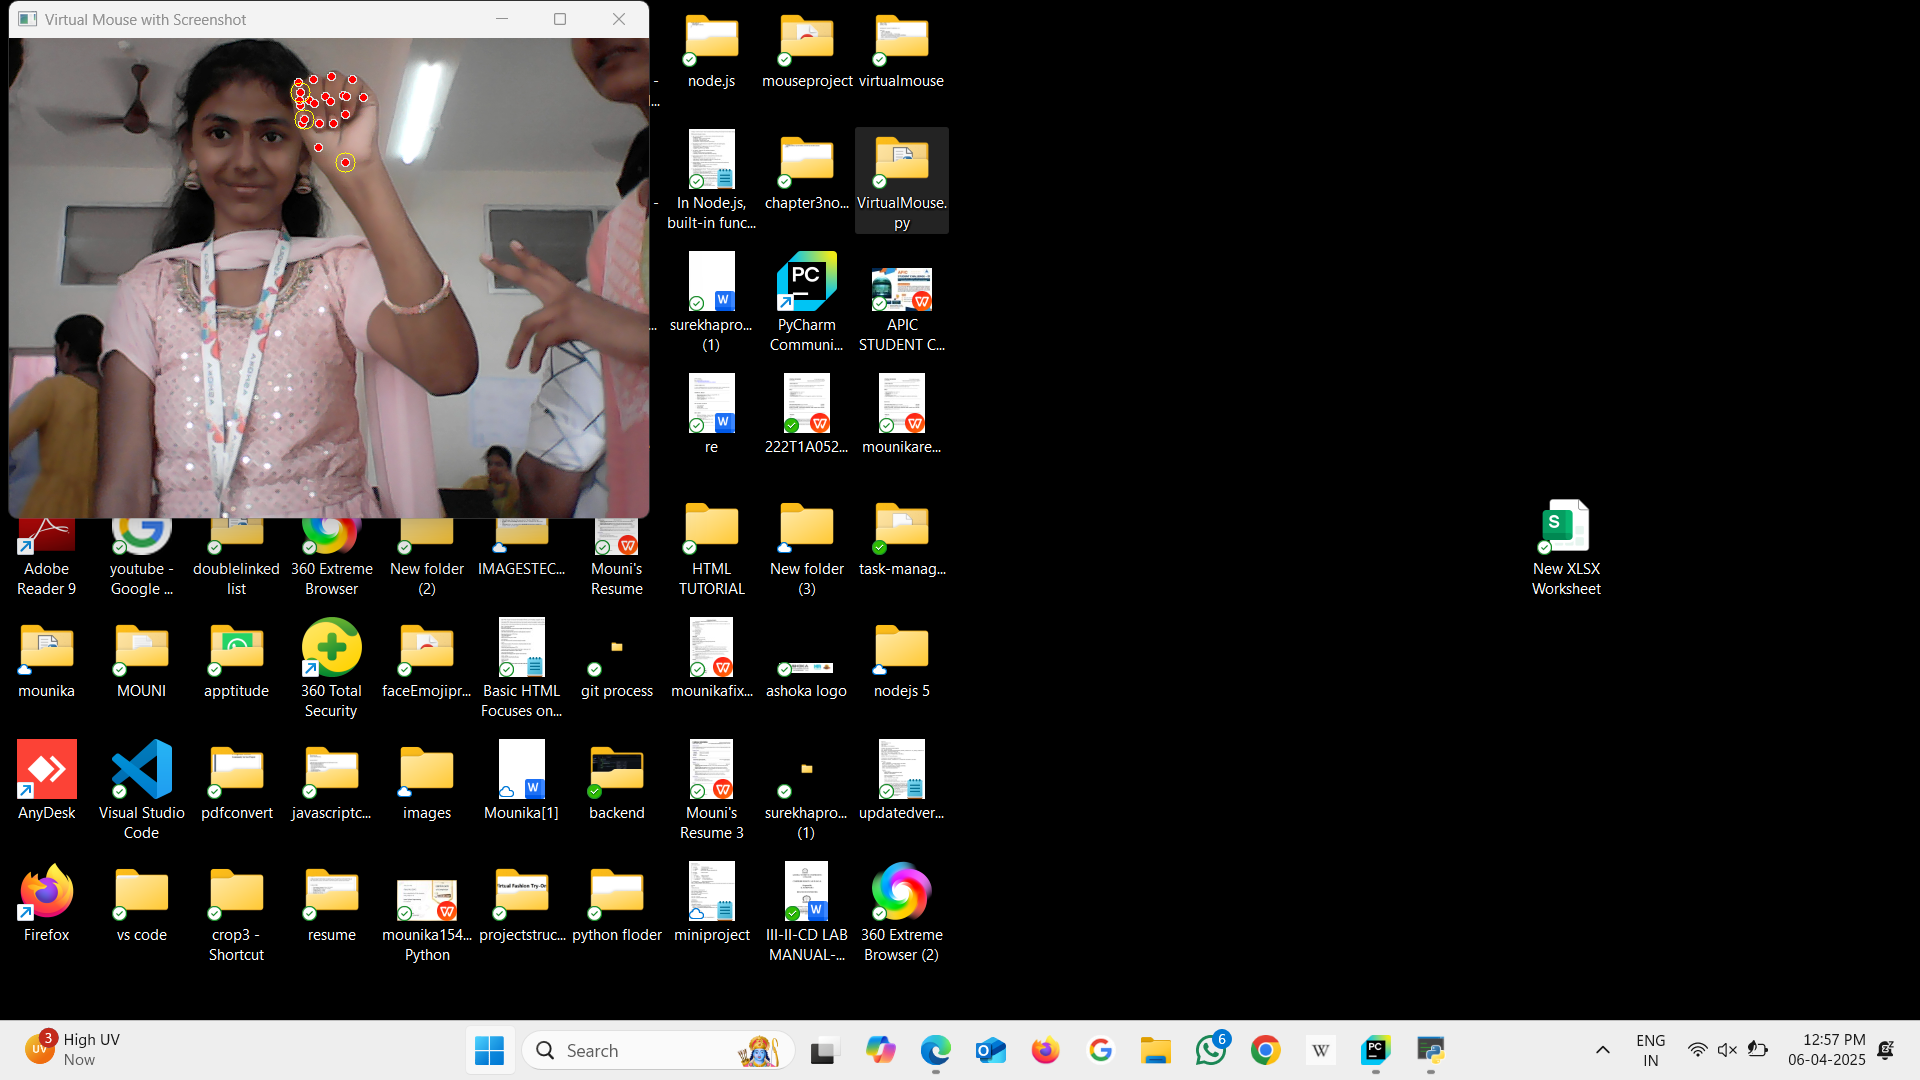 Virtual Mouse with Screenshot
node.js
mouseproject
virtualmouse
In Node.js,
built-in func...
chapter3no...
VirtualMouse.
py
surekhapro...
(1)
PyCharm
Communi...
APIC
STUDENT C...
re
222T1A052...
mounikare...
Adobe
Reader 9
youtube -
Google ...
doublelinked
list
360 Extreme
Browser
New folder
(2)
IMAGESTEC...
Mouni's
Resume
HTML
TUTORIAL
New folder
(3)
task-manag...
New XLSX
Worksheet
mounika
MOUNI
apptitude
360 Total
Security
faceEmojipr...
Basic HTML
Focuses on...
git process
mounikafix...
ashoka logo
nodejs 5
AnyDesk
Visual Studio
Code
pdfconvert
javascriptc...
images
Mounika[1]
backend
Mouni's
Resume 3
surekhapro...
(1)
updatedver...
Firefox
vs code
crop3 -
Shortcut
resume
mounika154...
Python
projectstruc...
python floder
miniproject
III-II-CD LAB
MANUAL-...
360 Extreme
Browser (2)
High UV
Now
Search
ENG
IN
12:57 PM
06-04-2025